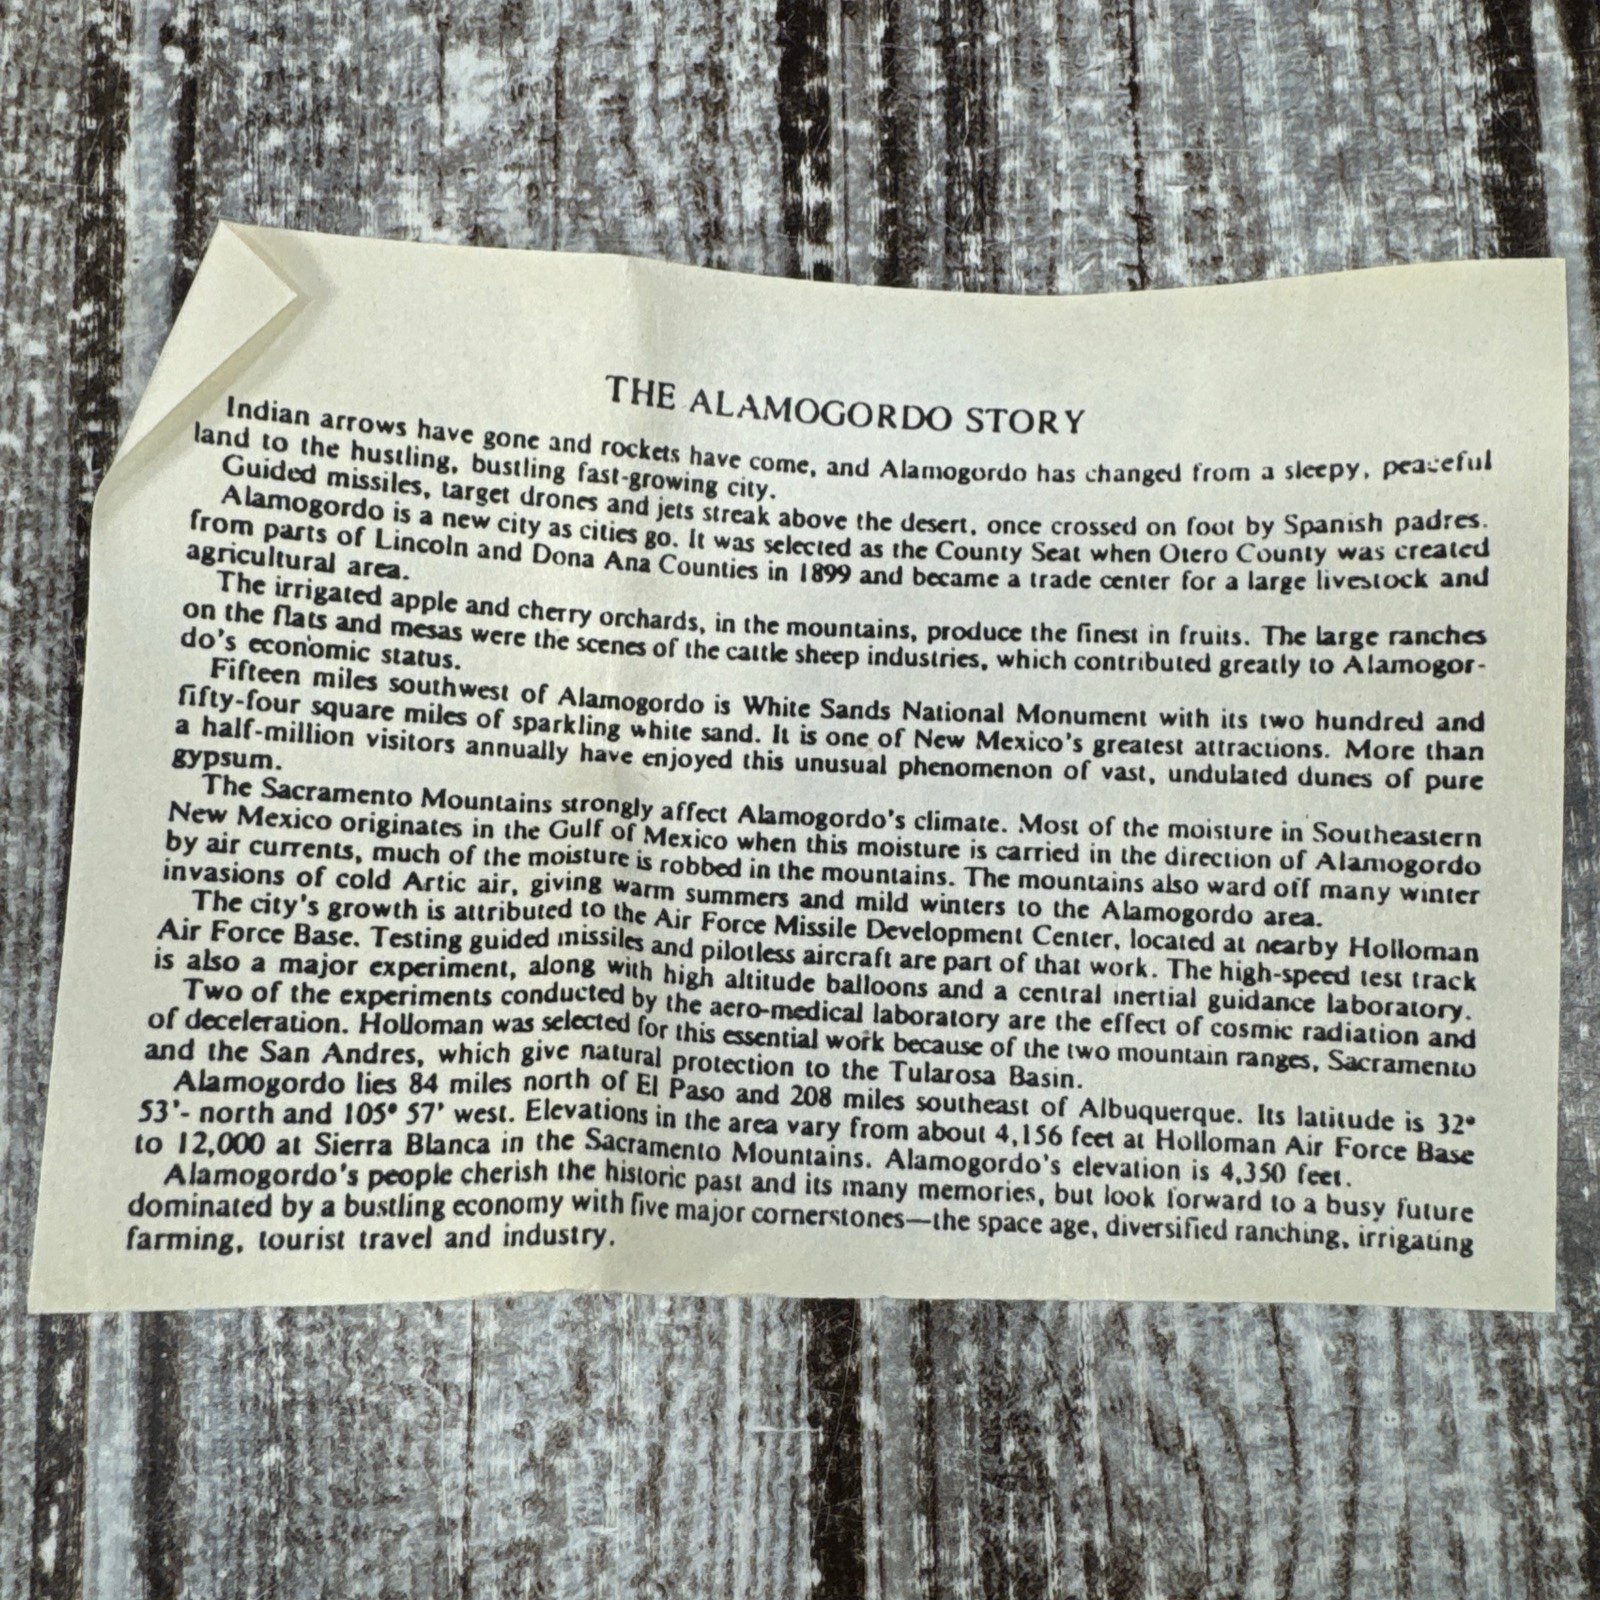 THE ALAMOGORDO STORY
Indian arrows have gone and rockets have come, and Alamogordo has changed from a sleepy, peaceful
land to the hustling, bustling fast-growing city.
Guided missiles, target drones and jets streak above the desert, once crossed on foot by Spanish padres.
Alamogordo is a new city as cities go. It was selected as the County Seat when Otero County was created
from parts of Lincoln and Dona Ana Counties in 1899 and became a trade center for a large livestock and
agricultural area.
The irrigated apple and cherry orchards, in the mountains, produce the finest in fruits. The large ranches
on the flats and mesas were the scenes of the cattle sheep industries, which contributed greatly to Alamogor-
do's economic status.
Fifteen miles southwest of Alamogordo is White Sands National Monument with its two hundred and
fifty-four square miles of sparkling white sand. It is one of New Mexico's greatest attractions. More than
a half-million visitors annually have enjoyed this unusual phenomenon of vast, undulated dunes of pure
gypsum.
The Sacramento Mountains strongly affect Alamogordo's climate. Most of the moisture in Southeastern
New Mexico originates in the Gulf of Mexico when this moisture is carried in the direction of Alamogordo
by air currents, much of the moisture is robbed in the mountains. The mountains also ward off many winter
invasions of cold Artic air, giving warm summers and mild winters to the Alamogordo area.
The city's growth is attributed to the Air Force Missile Development Center, located at nearby Holloman
Air Force Base. Testing guided missiles and pilotless aircraft are part of that work. The high-speed test track
is also a major experiment, along with high altitude balloons and a central inertial guidance laboratory.
Two of the experiments conducted by the aero-medical laboratory are the effect of cosmic radiation and
of deceleration. Holloman was selected for this essential work because of the two mountain ranges, Sacramento
and the San Andres, which give natural protection to the Tularosa Basin.
Alamogordo lies 84 miles north of El Paso and 208 miles southeast of Albuquerque. Its latitude is 32°
53'- north and 105° 57' west. Elevations in the area vary from about 4,156 feet at Holloman Air Force Base
to 12,000 at Sierra Blanca in the Sacramento Mountains. Alamogordo's elevation is 4,350 feet.
Alamogordo's people cherish the historic past and its many memories, but look forward to a busy future
dominated by a bustling economy with five major cornerstones—the space age, diversified ranching, irrigating
farming, tourist travel and industry.